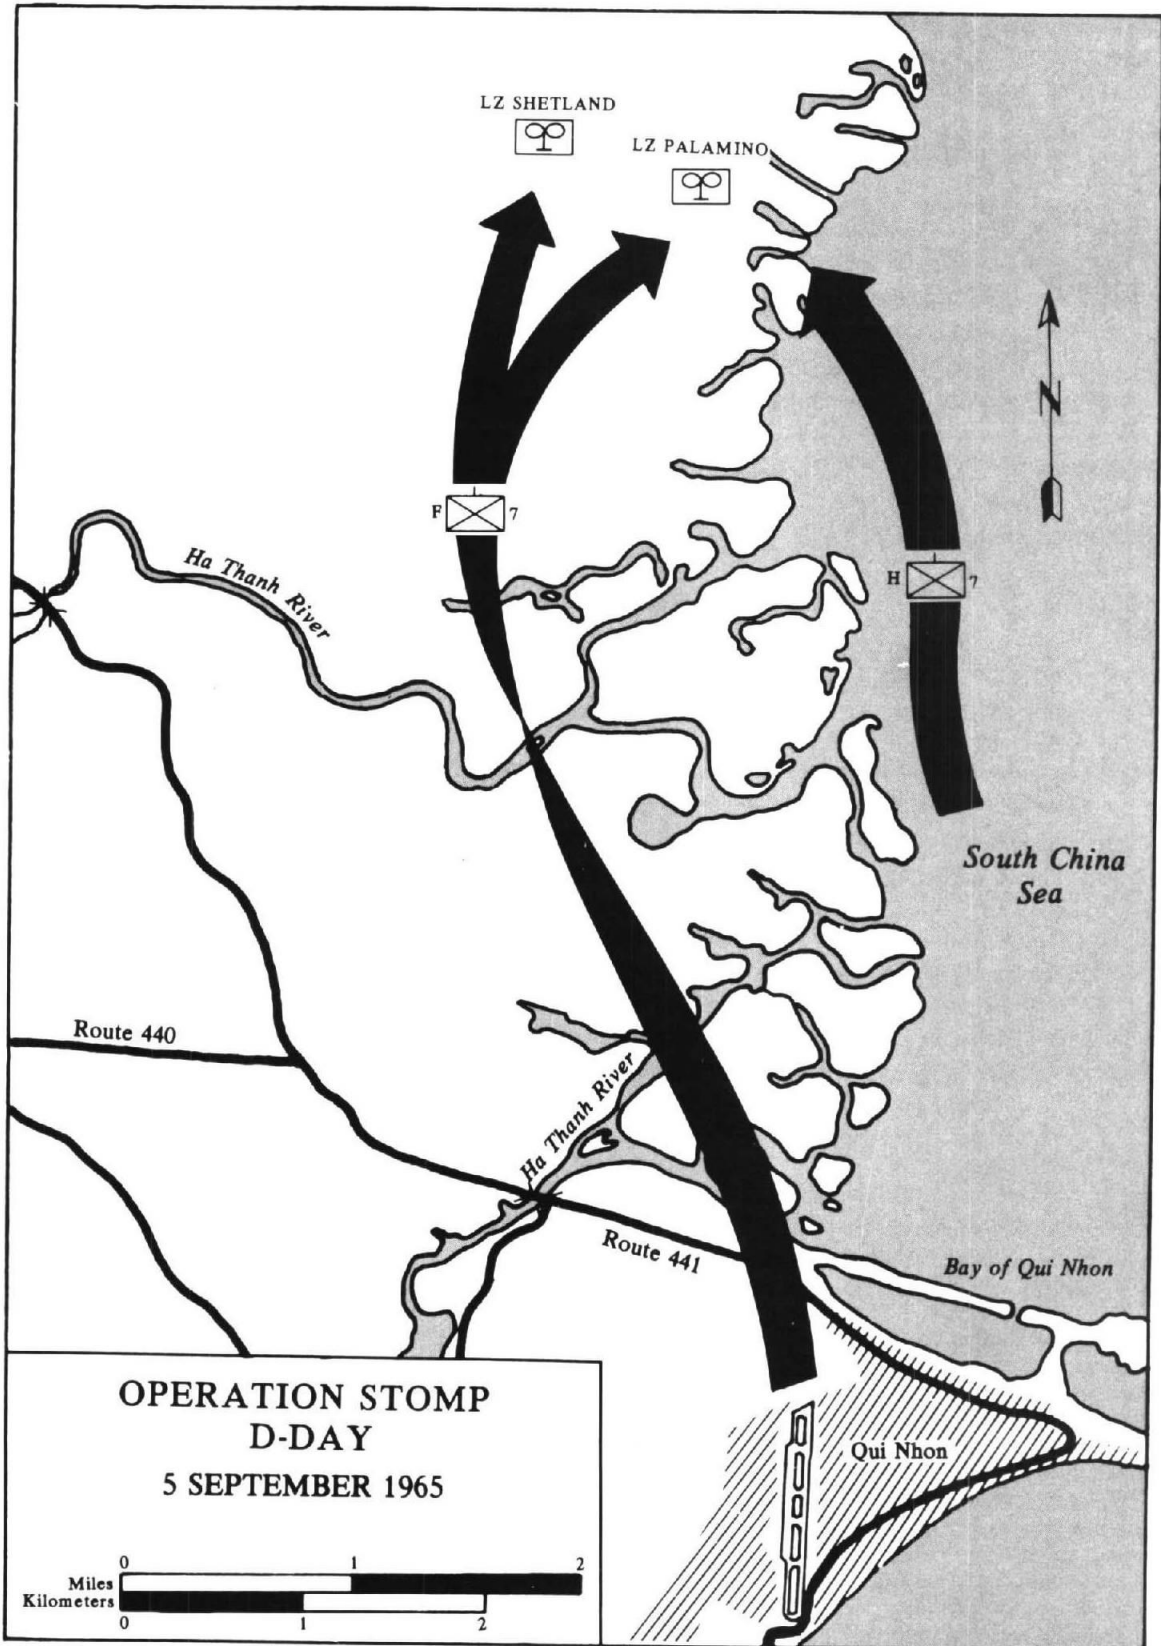 LZ SHETLAND
LZ PALAMINO
N
F 7
H 7
Ha Thanh River
South China
Sea
Route 440
Ha Thanh River
Route 441
Bay of Qui Nhon
Qui Nhon
OPERATION STOMP
D-DAY
5 SEPTEMBER 1965
0 1 2
Miles
Kilometers
0 1 2